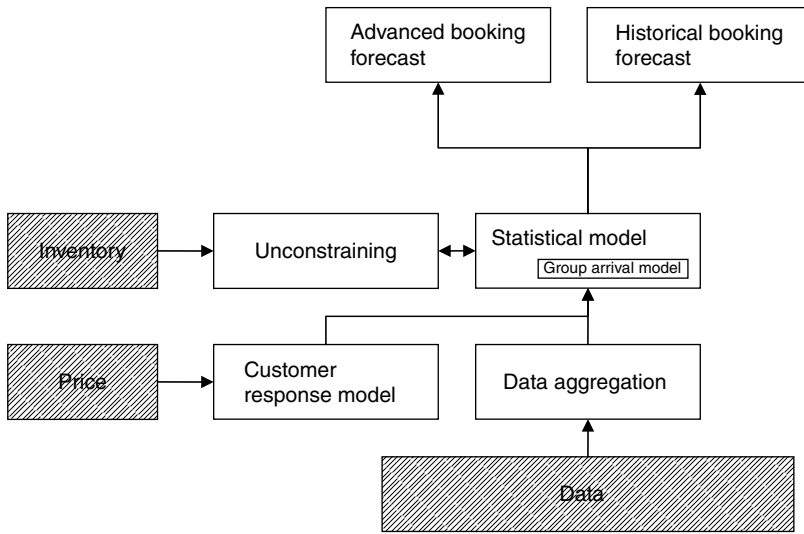 Advanced booking
forecast
Historical booking
forecast
Inventory
Unconstraining
Statistical model
Group arrival model
Price
Customer
response model
Data aggregation
Data